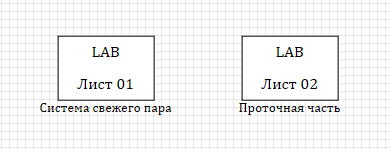 LAB
Лист 01
Система свежего пара
LAB
Лист 02
Проточная часть